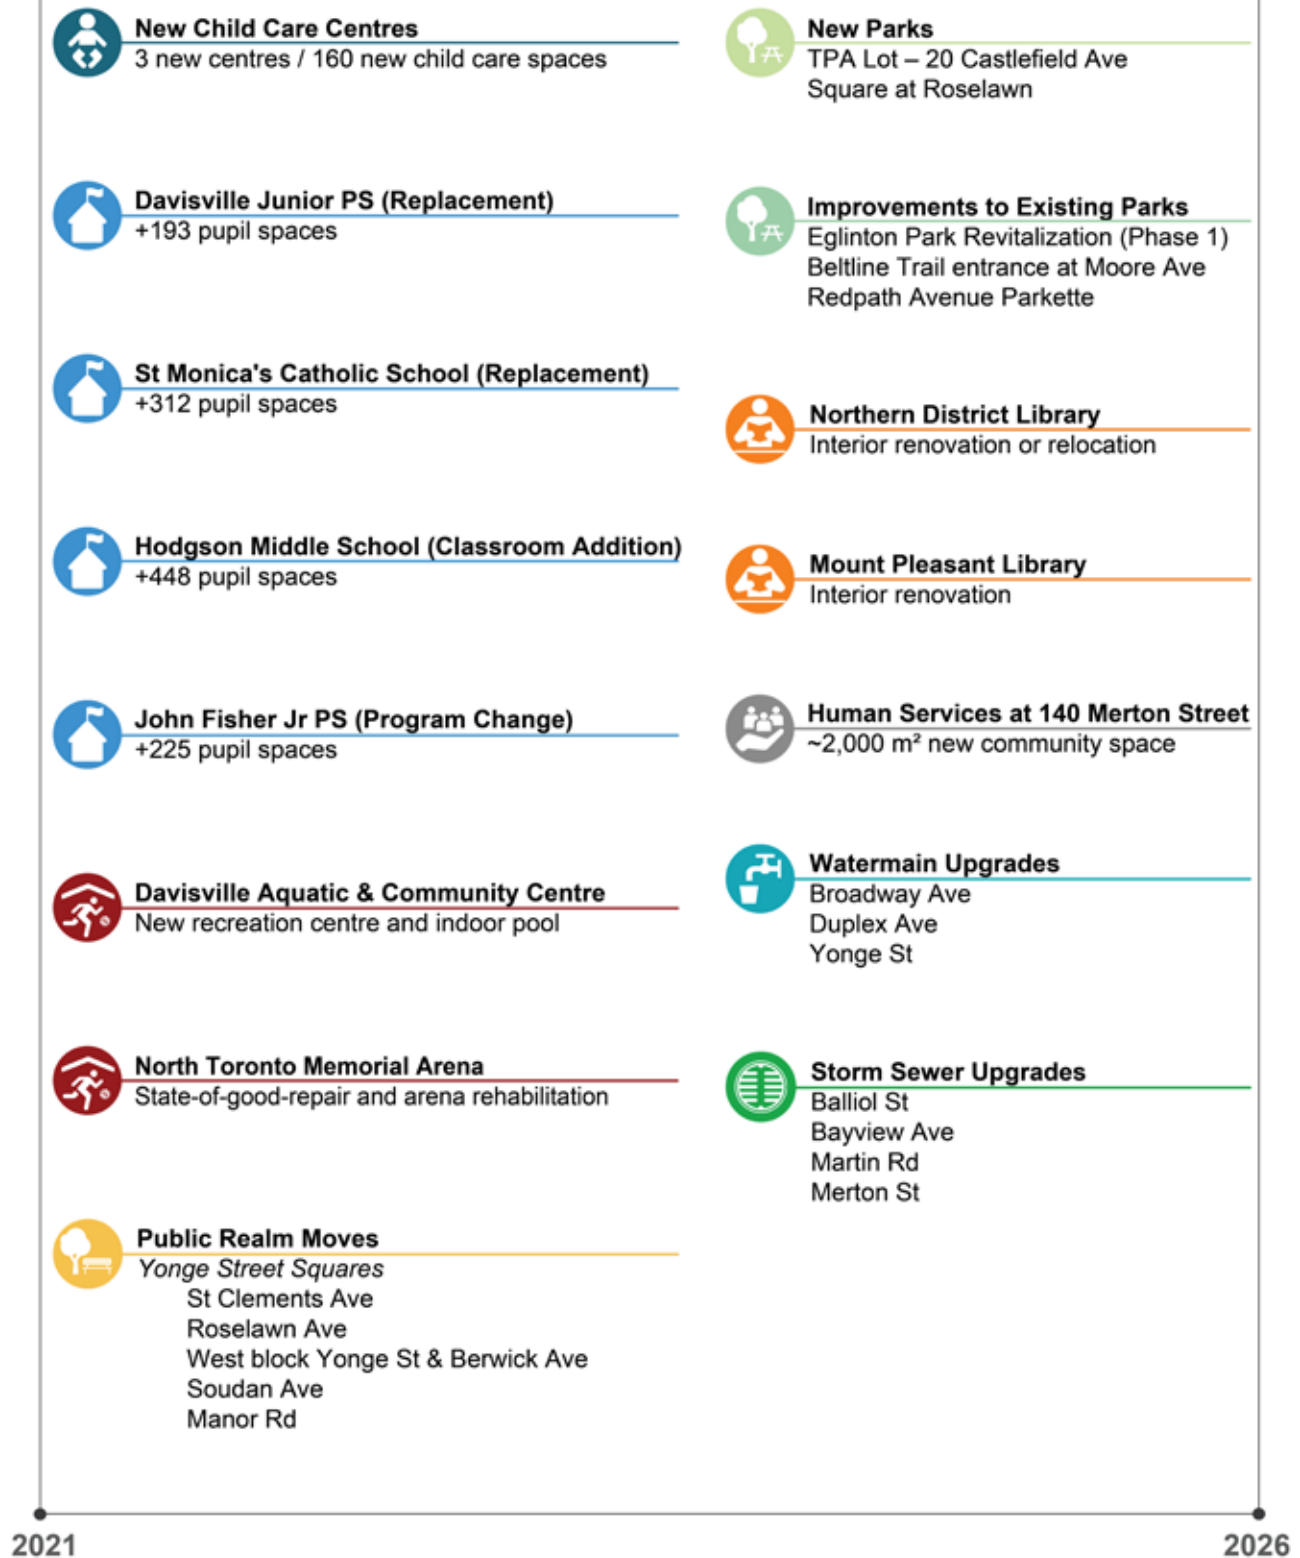 New Child Care Centres
3 new centres / 160 new child care spaces
Davisville Junior PS (Replacement)
+193 pupil spaces
St Monica's Catholic School (Replacement)
+312 pupil spaces
Hodgson Middle School (Classroom Addition)
+448 pupil spaces
John Fisher Jr PS (Program Change)
+225 pupil spaces
Davisville Aquatic & Community Centre
New recreation centre and indoor pool
North Toronto Memorial Arena
State-of-good-repair and arena rehabilitation
Public Realm Moves
Yonge Street Squares
St Clements Ave
Roselawn Ave
West block Yonge St & Berwick Ave
Soudan Ave
Manor Rd
New Parks
TPA Lot – 20 Castlefield Ave
Square at Roselawn
Improvements to Existing Parks
Eglinton Park Revitalization (Phase 1)
Beltline Trail entrance at Moore Ave
Redpath Avenue Parkette
Northern District Library
Interior renovation or relocation
Mount Pleasant Library
Interior renovation
Human Services at 140 Merton Street
~2,000 m² new community space
Watermain Upgrades
Broadway Ave
Duplex Ave
Yonge St
Storm Sewer Upgrades
Balliol St
Bayview Ave
Martin Rd
Merton St
2021
2026